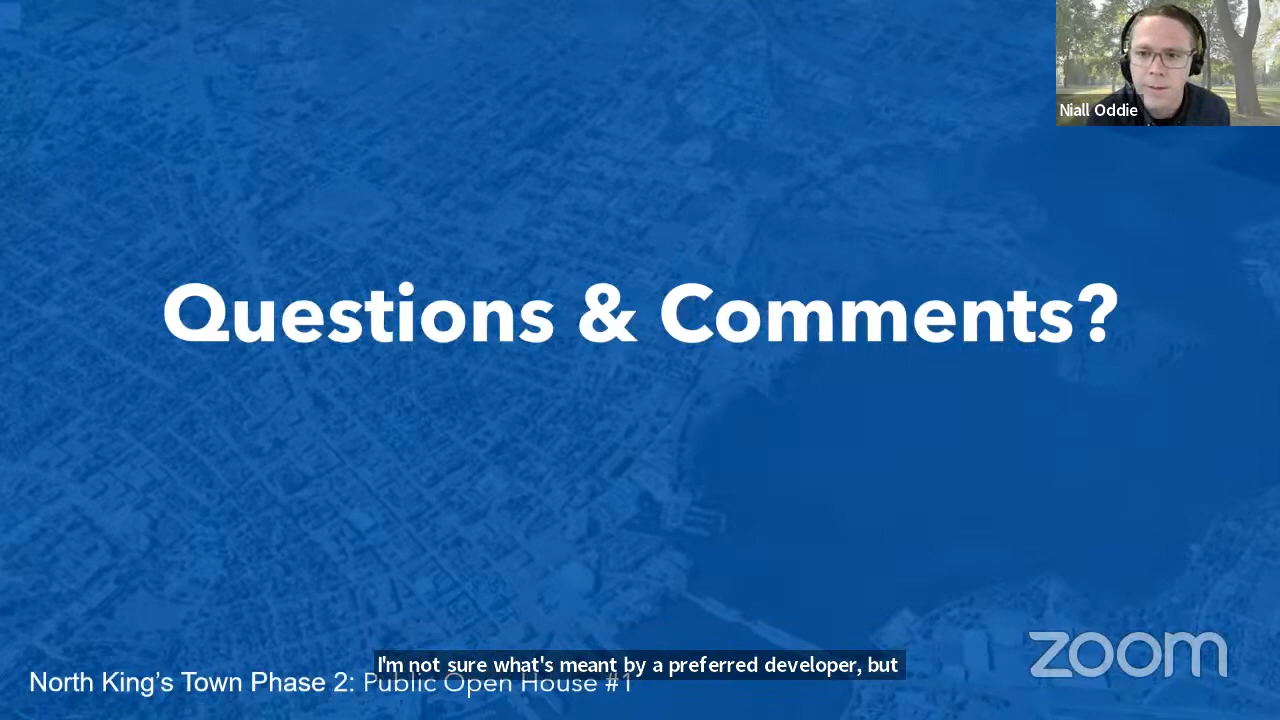 Niall Oddie
Questions & Comments?
I'm not sure what's meant by a preferred developer, but
North King's Town Phase 2: Public Open House #1
zoom